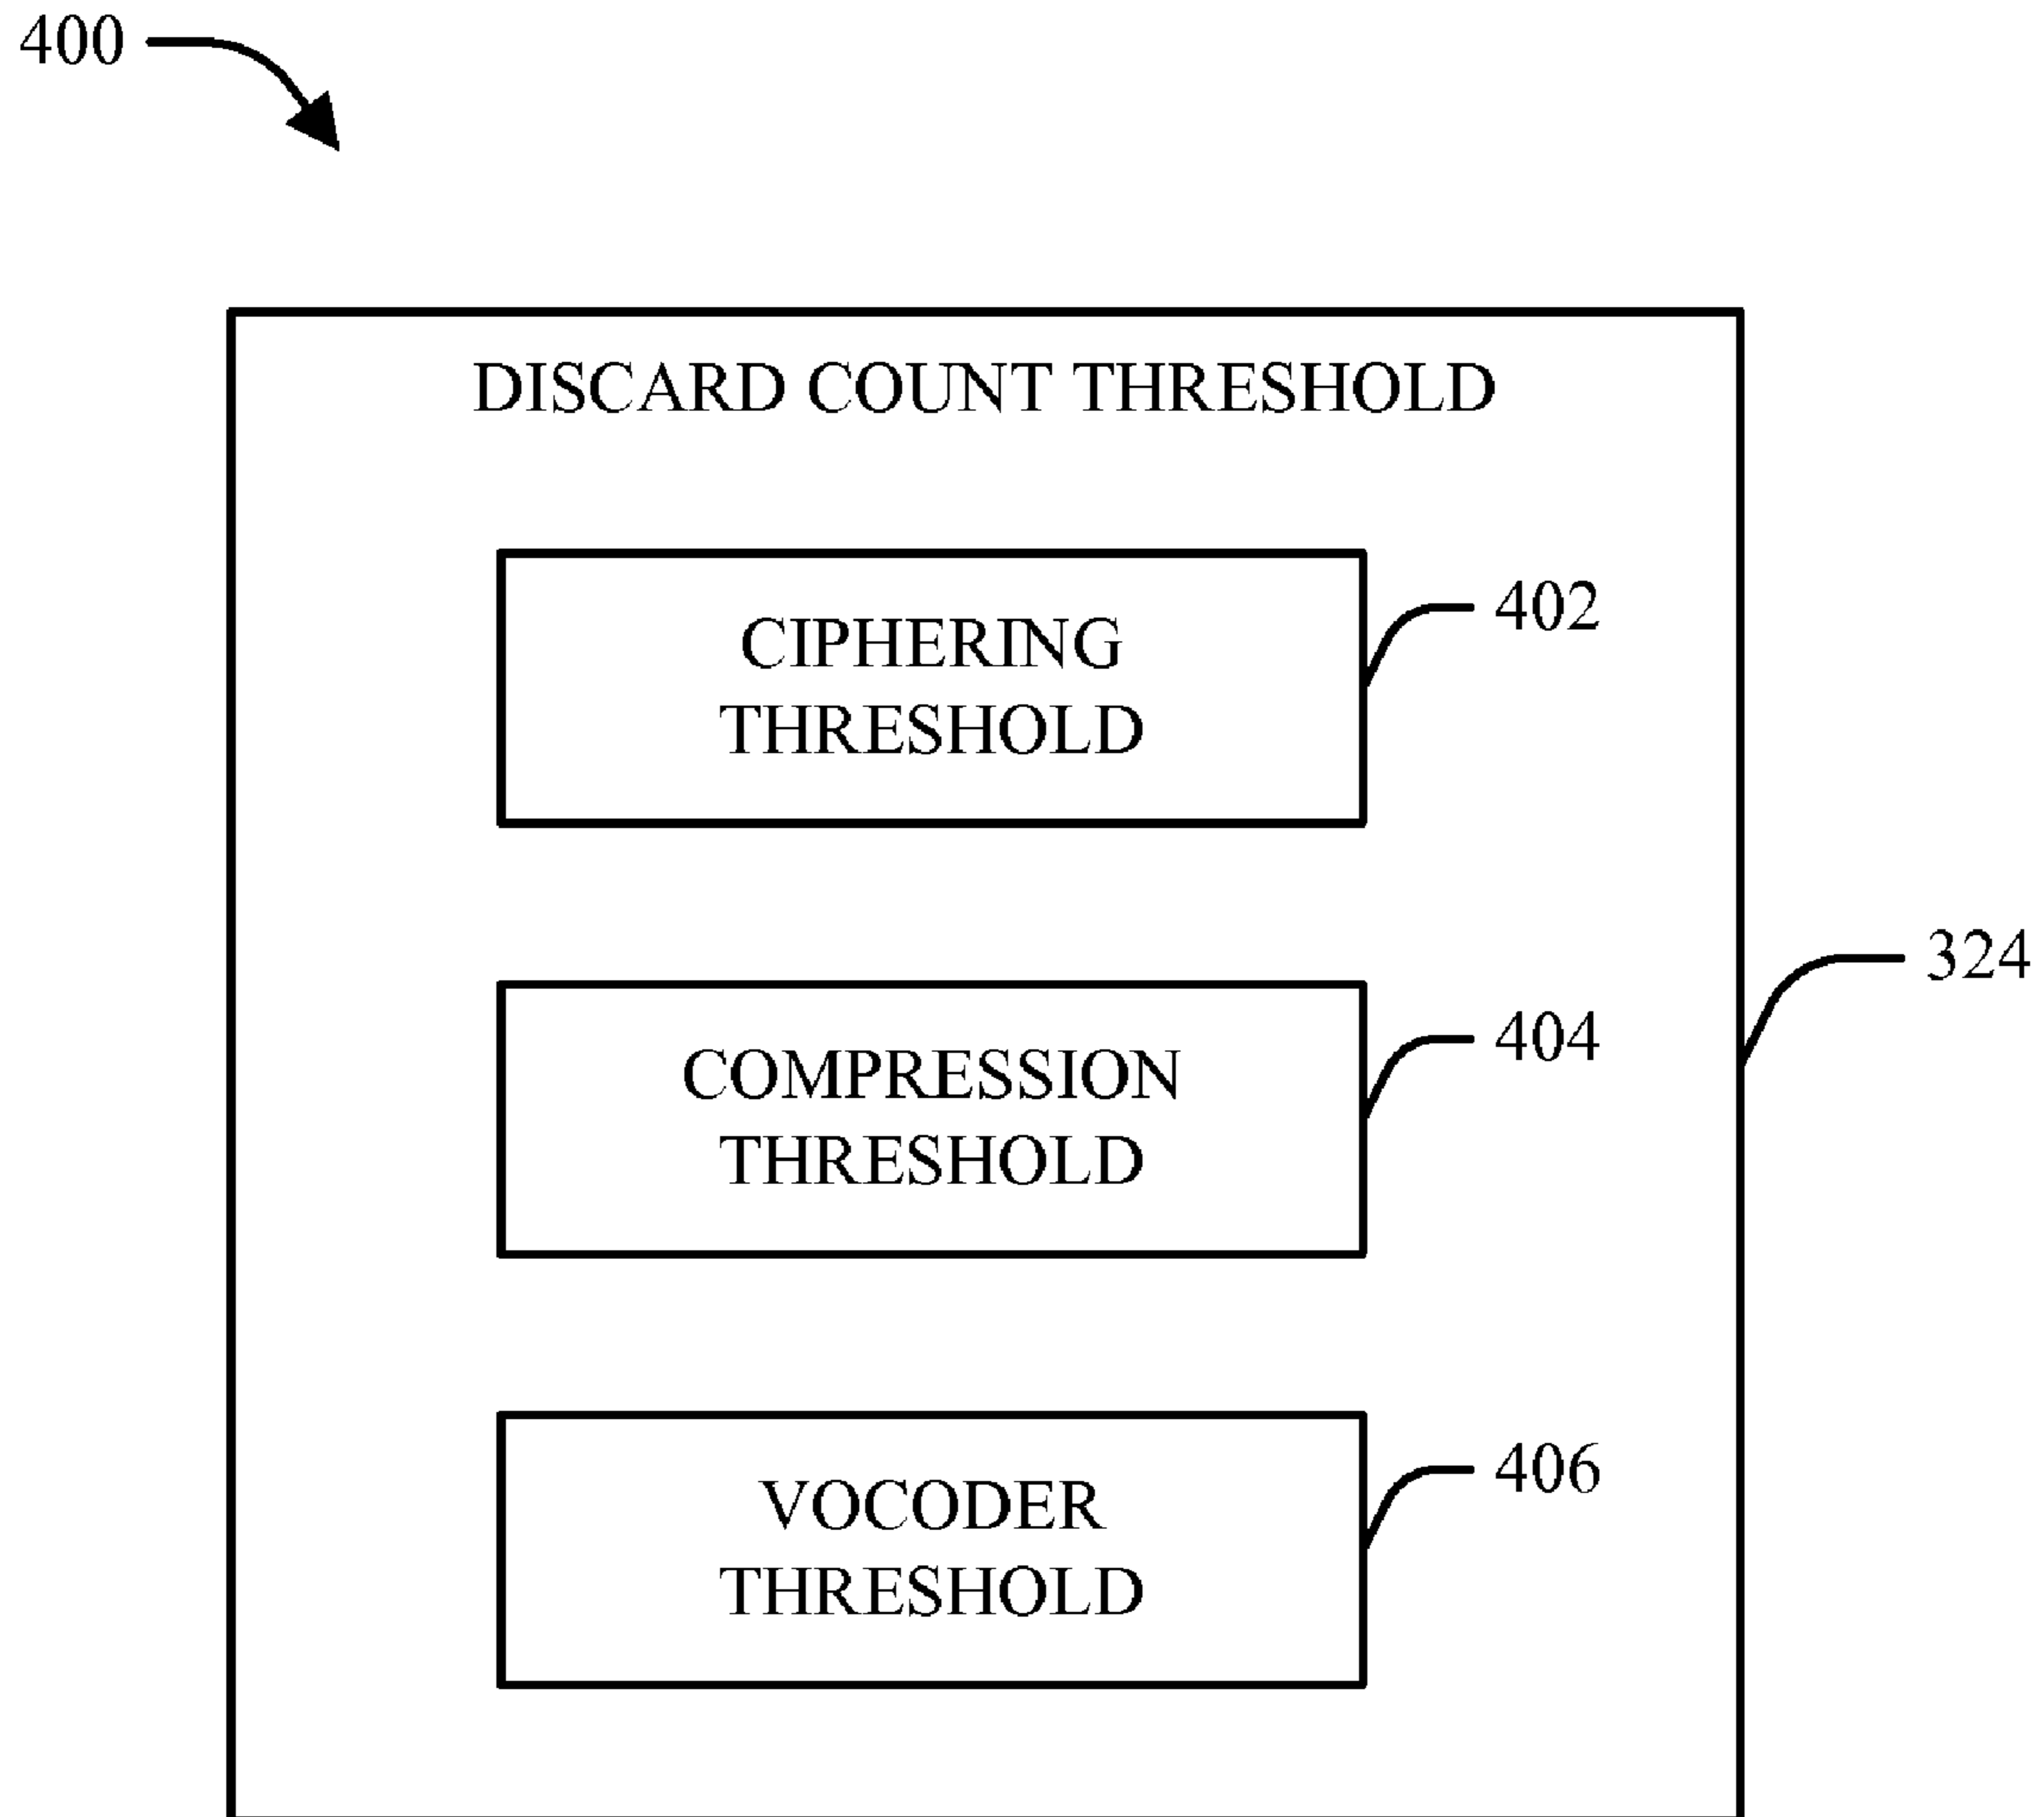 400
DISCARD COUNT THRESHOLD
CIPHERING
THRESHOLD
402
COMPRESSION
THRESHOLD
404
324
VOCODER
THRESHOLD
406